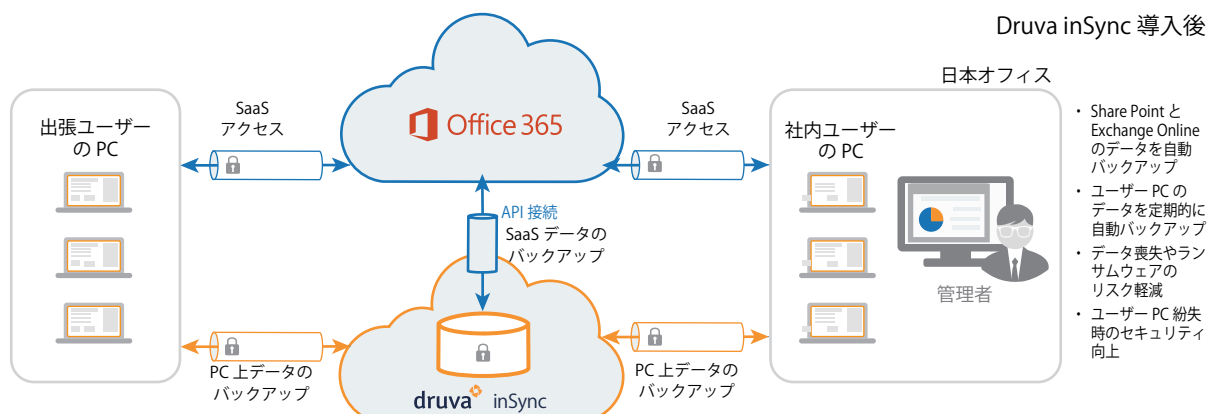 Druva inSync 導入後
出張ユーザー
の PC
SaaS
アクセス
Office 365
SaaS
アクセス
日本オフィス
社内ユーザー
の PC
管理者
API 接続
SaaS データの
バックアップ
PC 上データの
バックアップ
druva inSync
PC 上データの
バックアップ
・ Share Point と
Exchange Online
のデータを自動
バックアップ
・ ユーザー PC の
データを定期的に
自動バックアップ
・ データ喪失やラン
サムウェアの
リスク軽減
・ ユーザー PC 紛失
時のセキュリティ
向上